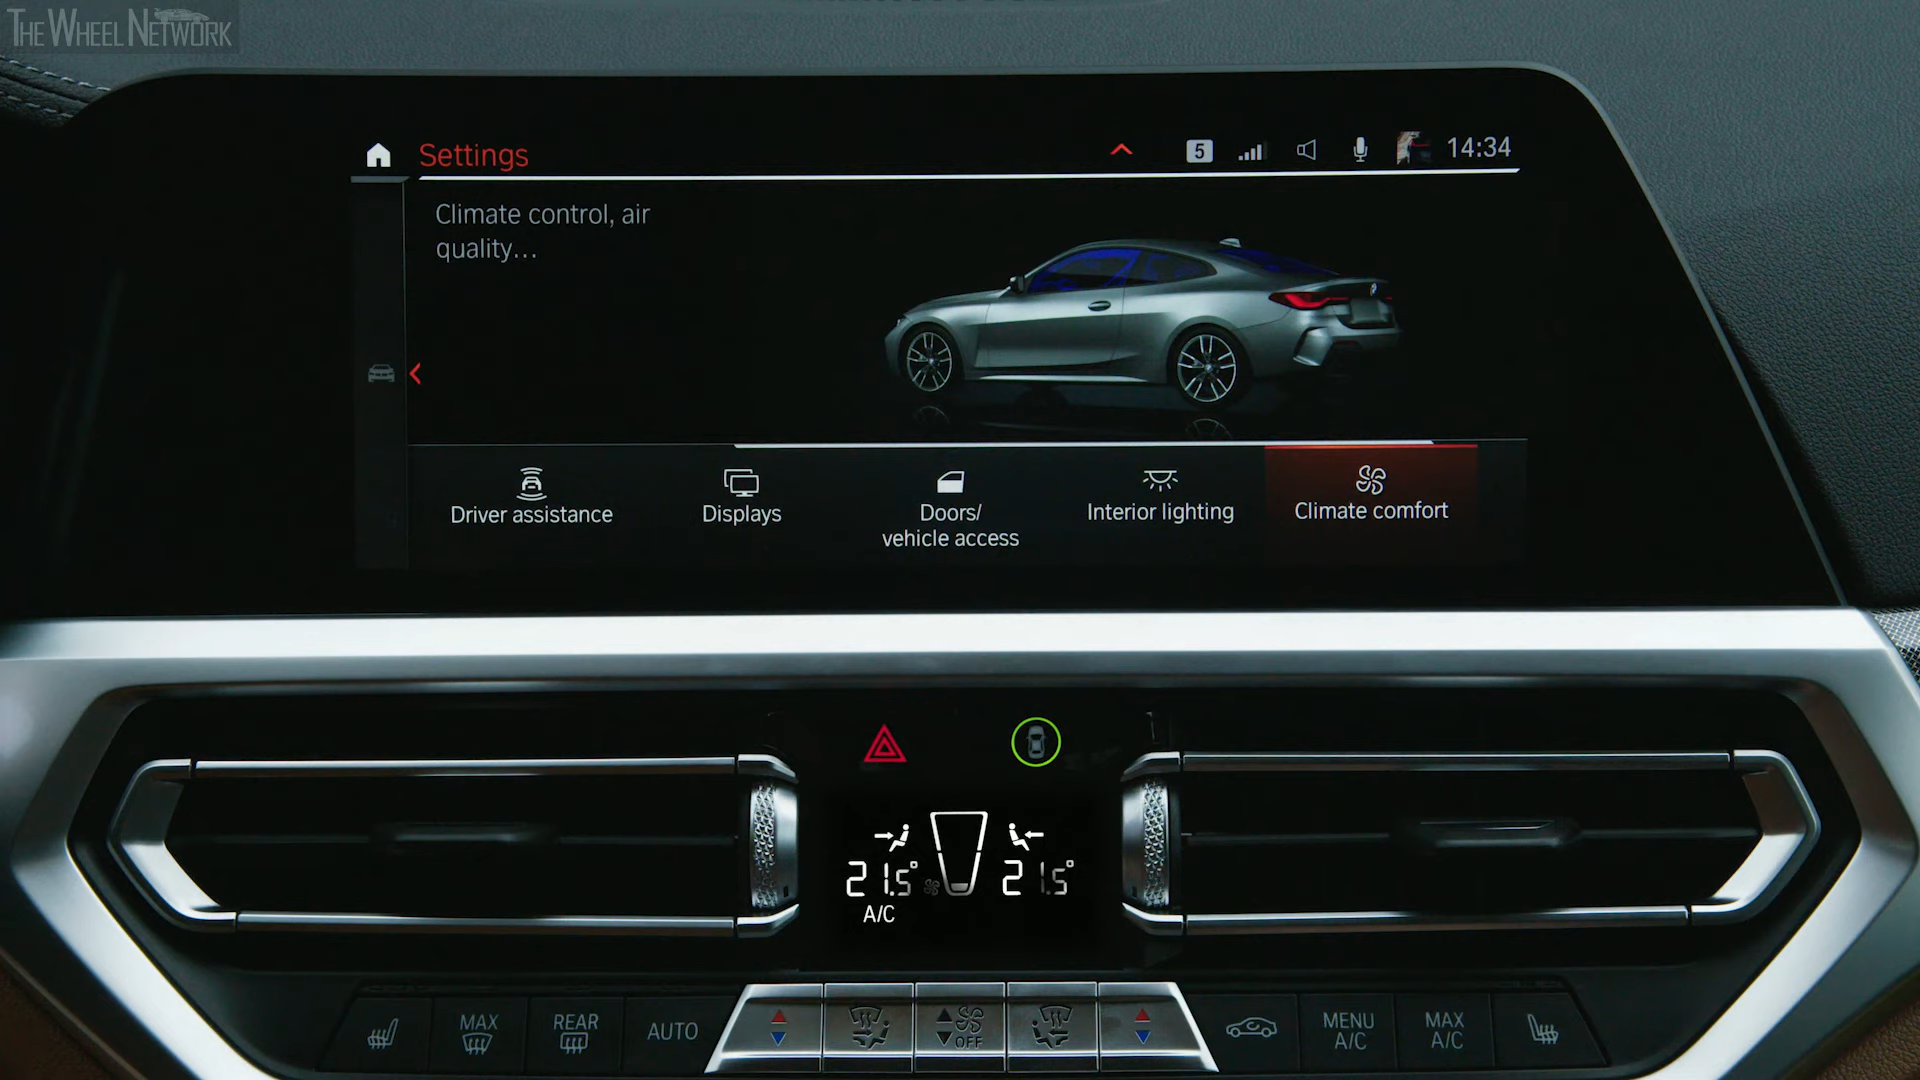 THE WHEEL NETWORK
Settings
5
14:34
Climate control, air
quality...
Driver assistance
Displays
Doors/
vehicle access
Interior lighting
Climate comfort
21.5°
21.5°
A/C
MAX
REAR
AUTO
OFF
MENU
A/C
MAX
A/C